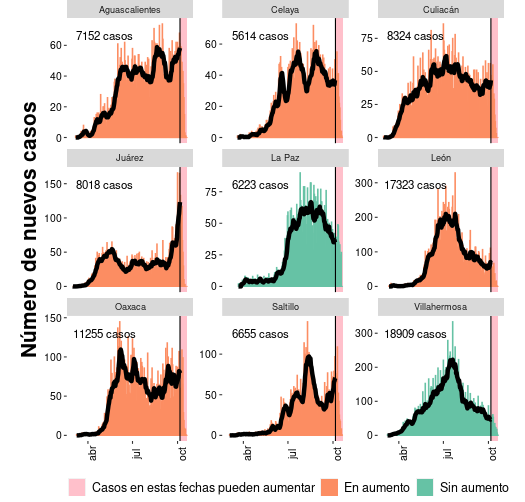 Número de nuevos casos
Aguascalientes
7152 casos
60
40
20
0
Celaya
5614 casos
60
40
20
0
Culiacán
8324 casos
75
50
25
0
Juárez
8018 casos
150
100
50
0
La Paz
6223 casos
75
50
25
0
León
17323 casos
300
200
100
0
Oaxaca
11255 casos
150
100
50
0
Saltillo
6655 casos
100
50
0
Villahermosa
18909 casos
300
200
100
0
abr jul oct
abr jul oct
abr jul oct
Casos en estas fechas pueden aumentar En aumento Sin aumento